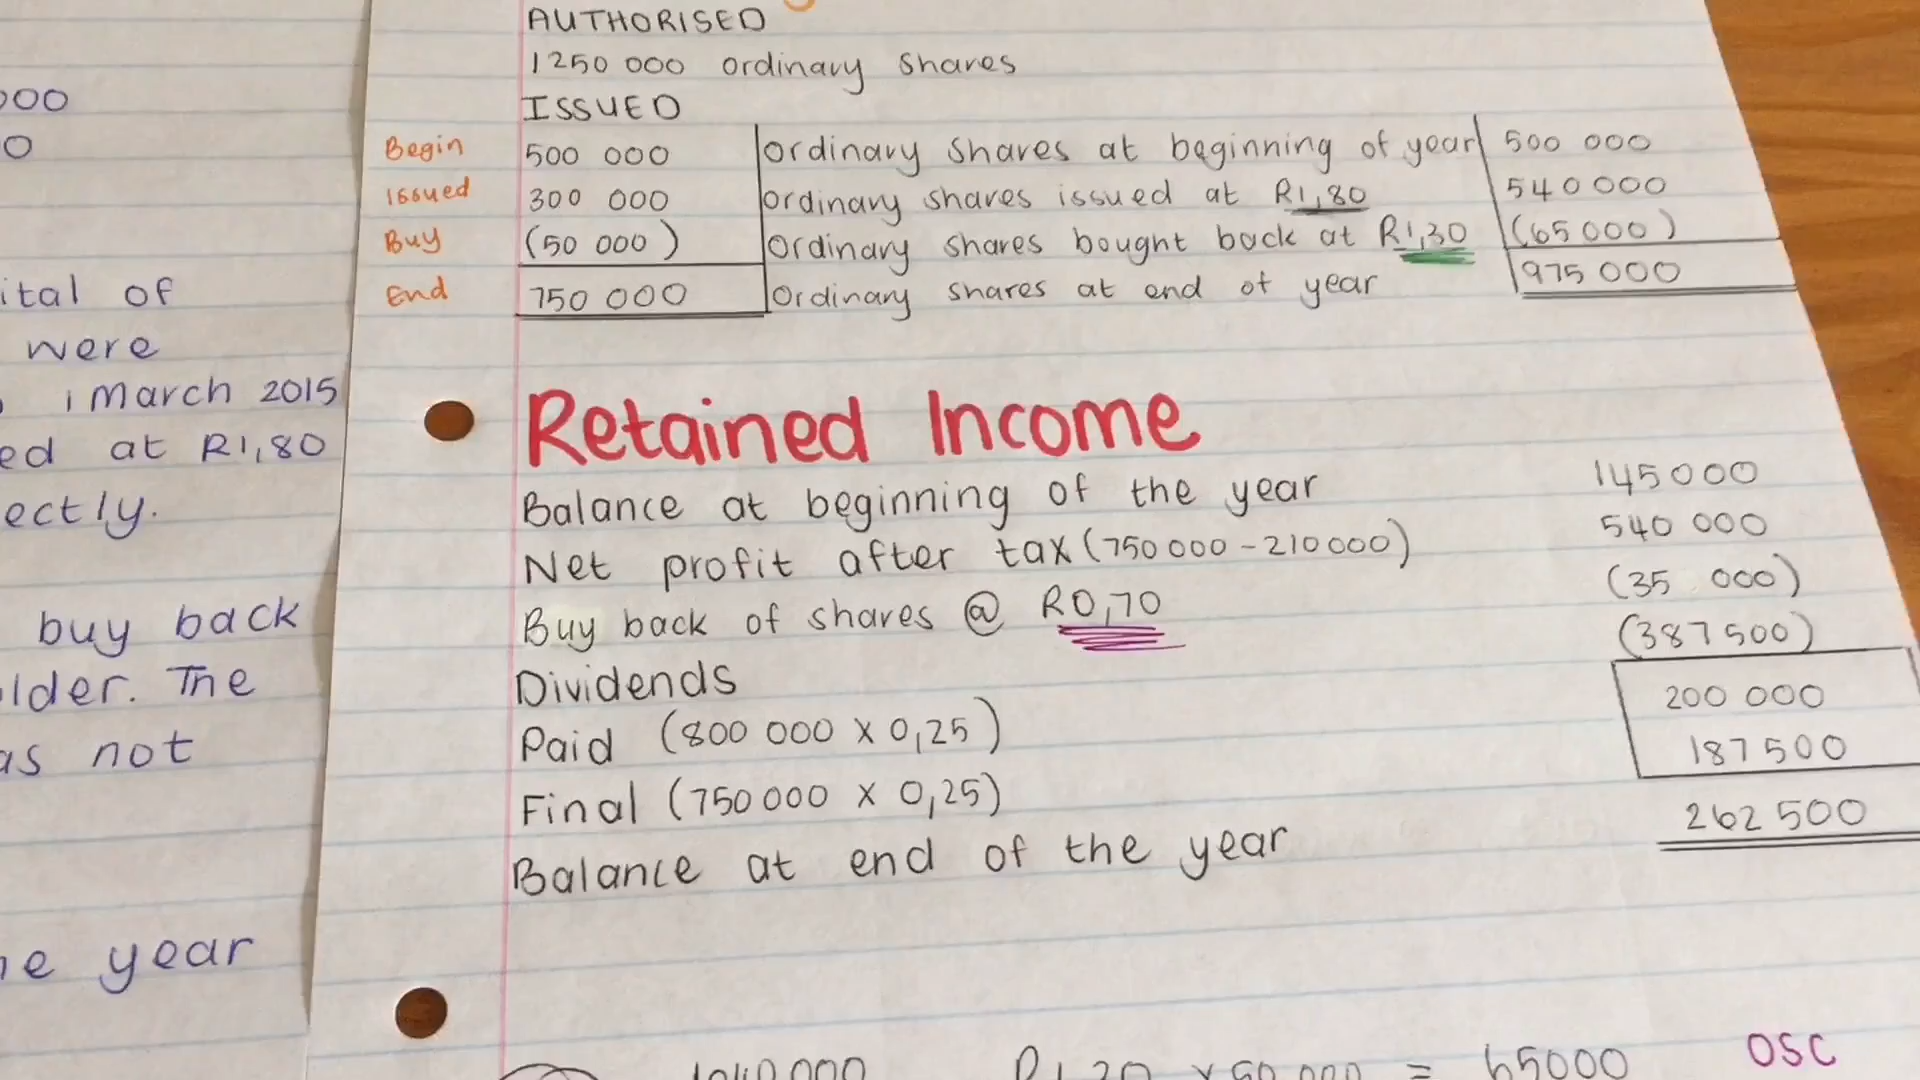 000
0
ital of
were
1 March 2015
ed at R1,80
ectly.
buy back
older. The
as not
he year
AUTHORISED
1250 000 ordinary shares
ISSUED
Begin 500 000 ordinary shares at beginning of year 500 000
Issued 300 000 ordinary shares issued at R1,80 540 000
Buy (50 000) ordinary shares bought back at R1,30 (65 000)
End 750 000 ordinary shares at end of year 975 000
Retained Income
Balance at beginning of the year 145 000
Net profit after tax (750 000 - 210 000) 540 000
Buy back of shares @ R0,70 (35 000)
Dividends (387 500)
Paid (800 000 x 0,25) 200 000
Final (750 000 x 0,25) 187 500
Balance at end of the year 262 500
= 65000 OSC